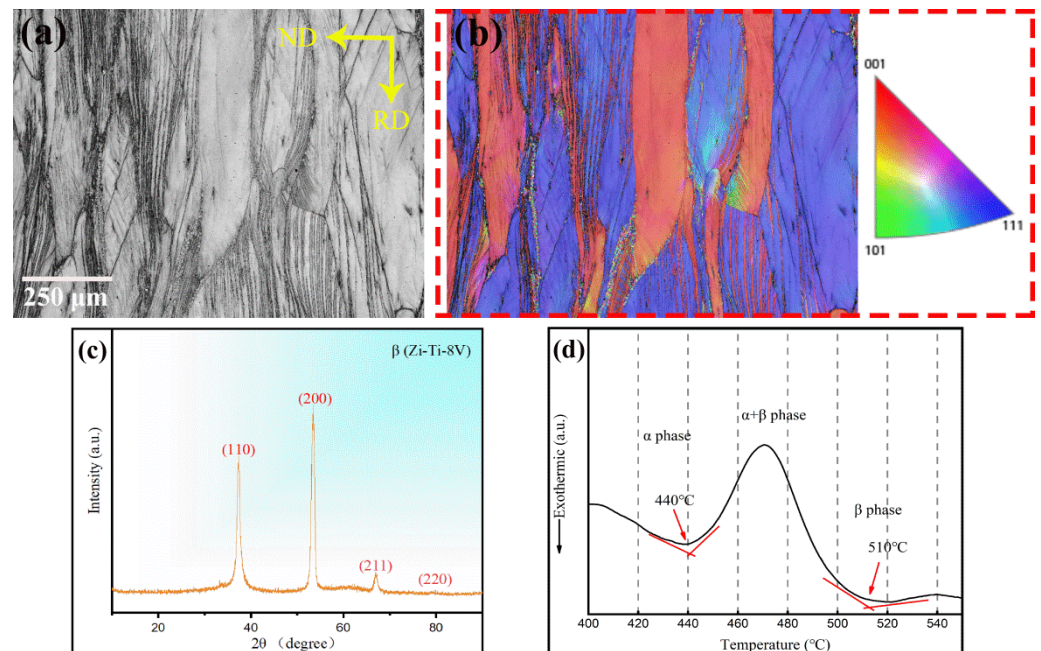 (a)
ND
RD
250 μm
(b)
001
101
111
(c)
β (Zi-Ti-8V)
(110)
(200)
(211)
(220)
Intensity (a.u.)
20
40
60
80
2θ （degree）
(d)
α phase
α+β phase
β phase
440℃
510℃
Exothermic (a.u.)
400
420
440
460
480
500
520
540
Temperature (℃)